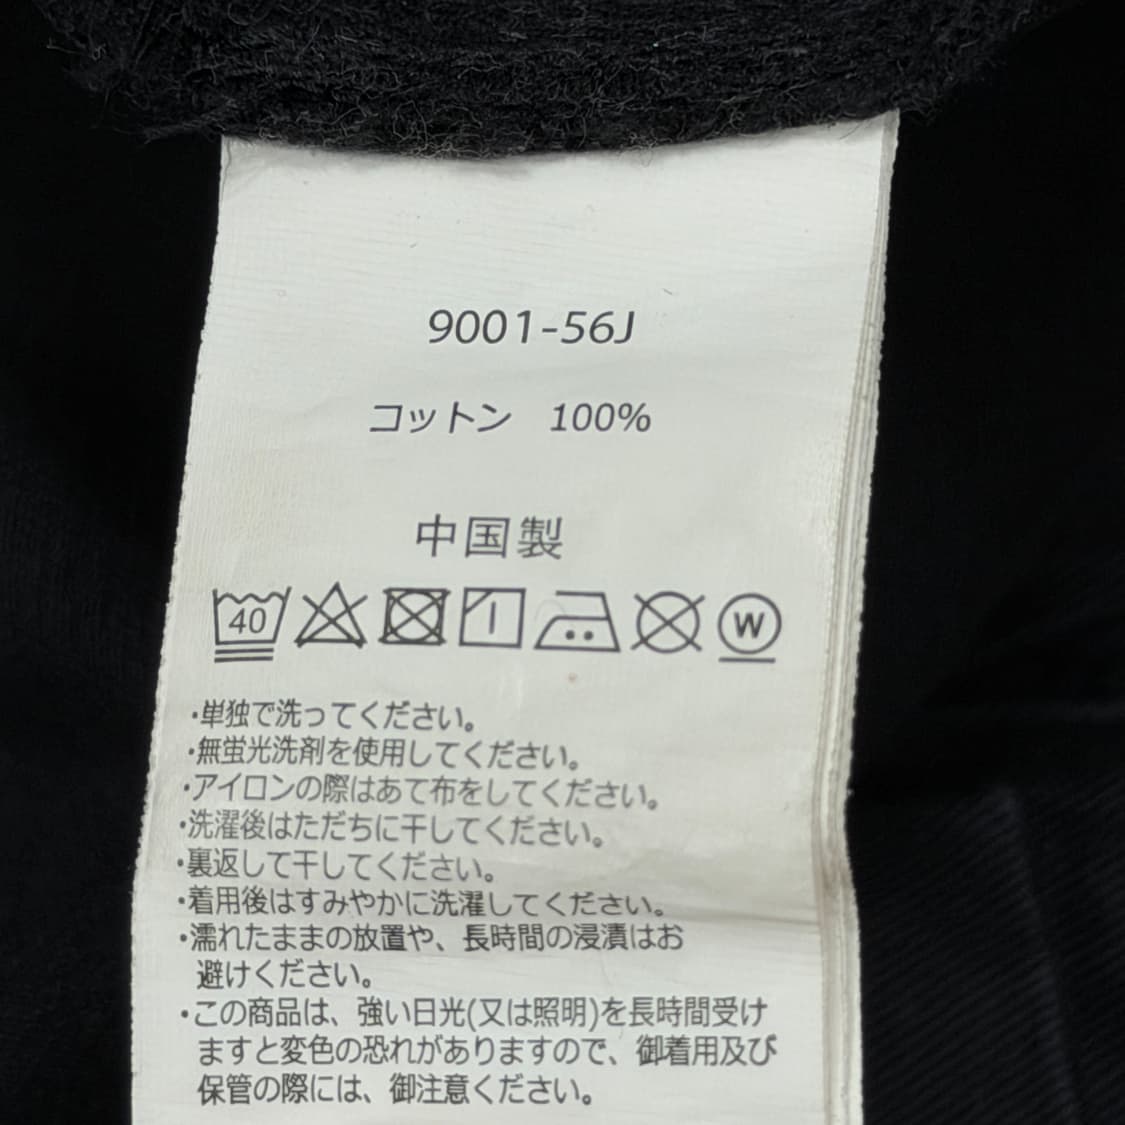 9001-56J
コットン 100%
中国製
40 W
・単独で洗ってください。
・無蛍光洗剤を使用してください。
・アイロンの際はあて布をしてください。
・洗濯後はただちに干してください。
・裏返して干してください。
・着用後はすみやかに洗濯してください。
・濡れたままの放置や、長時間の浸漬はお
避けください。
・この商品は、強い日光(又は照明)を長時間受け
ますと変色の恐れがありますので、御着用及び
保管の際には、御注意ください。